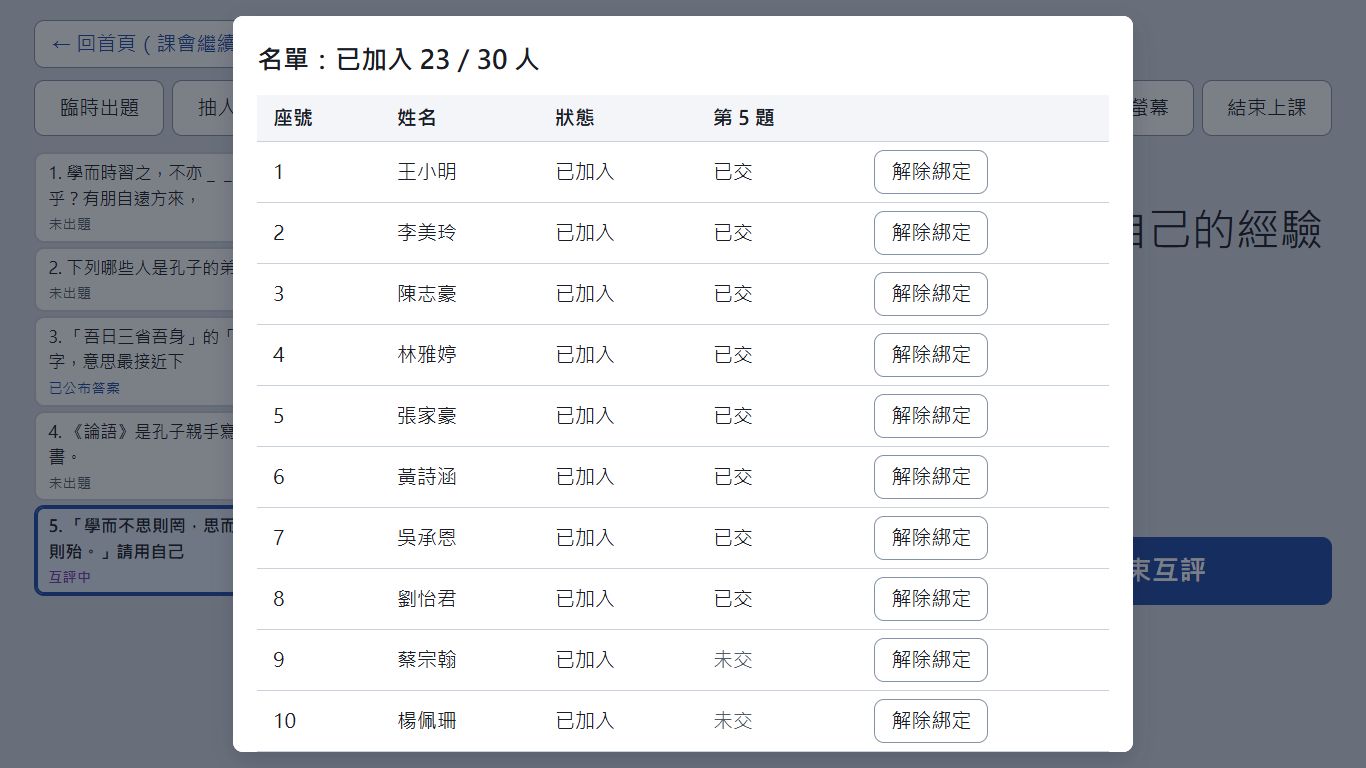 ← 回首頁（課會繼續
臨時出題
抽人
螢幕
結束上課
1. 學而時習之，不亦＿＿
乎？有朋自遠方來，
未出題
2. 下列哪些人是孔子的弟
未出題
3.「吾日三省吾身」的「
字，意思最接近下
已公布答案
4.《論語》是孔子親手寫
書。
未出題
5.「學而不思則罔，思而
則殆。」請用自己
互評中
自己的經驗
束互評
名單：已加入 23 / 30 人
座號 姓名 狀態 第 5 題
1 王小明 已加入 已交 解除綁定
2 李美玲 已加入 已交 解除綁定
3 陳志豪 已加入 已交 解除綁定
4 林雅婷 已加入 已交 解除綁定
5 張家豪 已加入 已交 解除綁定
6 黃詩涵 已加入 已交 解除綁定
7 吳承恩 已加入 已交 解除綁定
8 劉怡君 已加入 已交 解除綁定
9 蔡宗翰 已加入 未交 解除綁定
10 楊佩珊 已加入 未交 解除綁定